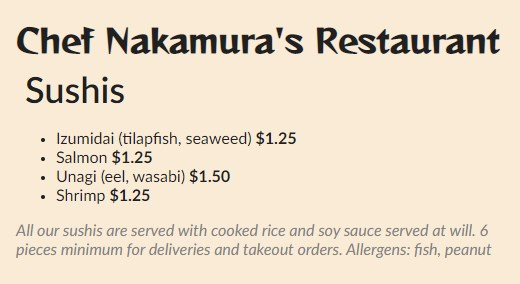 Chef Nakamura's Restaurant
Sushis
• Izumidai (tilapfish, seaweed) $1.25
• Salmon $1.25
• Unagi (eel, wasabi) $1.50
• Shrimp $1.25
All our sushis are served with cooked rice and soy sauce served at will. 6
pieces minimum for deliveries and takeout orders. Allergens: fish, peanut